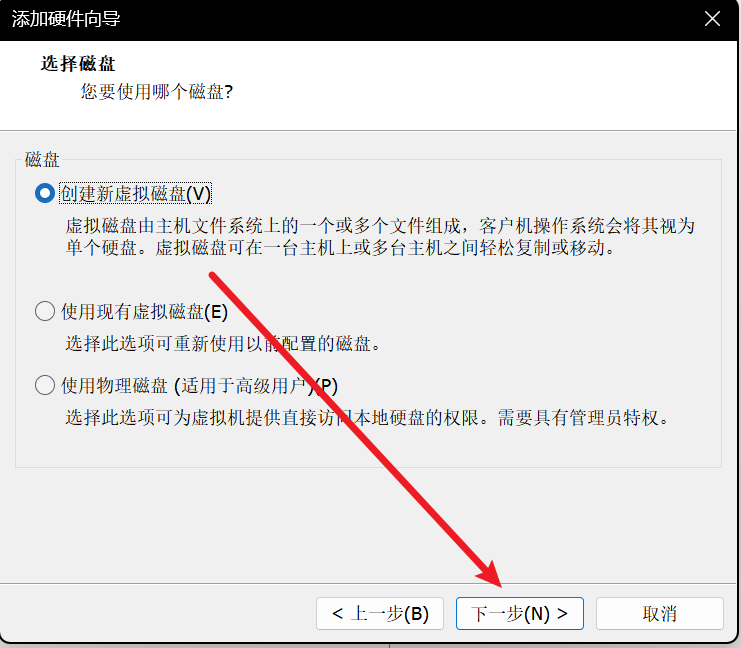 添加硬件向导
选择磁盘
您要使用哪个磁盘?
磁盘
创建新虚拟磁盘(V)
虚拟磁盘由主机文件系统上的一个或多个文件组成，客户机操作系统会将其视为
单个硬盘。虚拟磁盘可在一台主机上或多台主机之间轻松复制或移动。
使用现有虚拟磁盘(E)
选择此选项可重新使用以前配置的磁盘。
使用物理磁盘 (适用于高级用户)(P)
选择此选项可为虚拟机提供直接访问本地硬盘的权限。需要具有管理员特权。
< 上一步(B)
下一步(N) >
取消